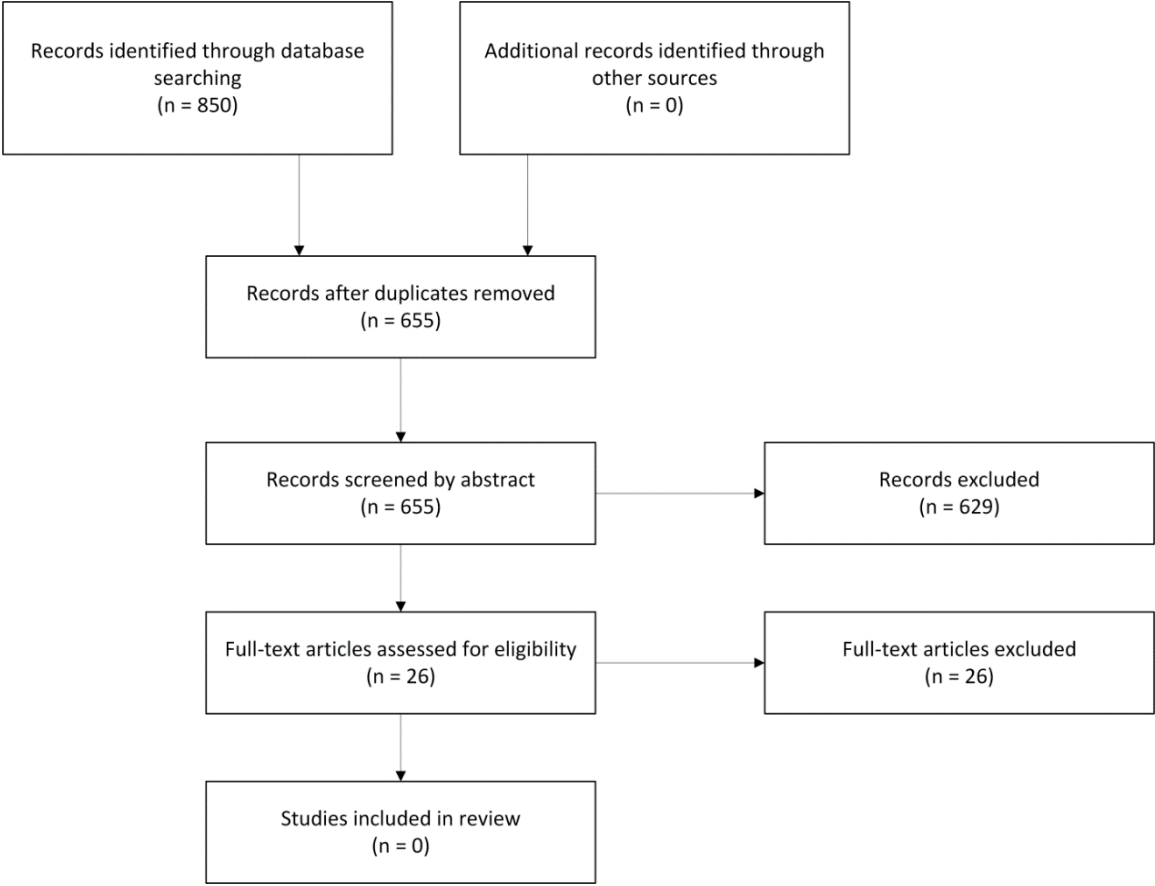 Records identified through database
searching
(n = 850)
Additional records identified through
other sources
(n = 0)
Records after duplicates removed
(n = 655)
Records screened by abstract
(n = 655)
Records excluded
(n = 629)
Full-text articles assessed for eligibility
(n = 26)
Full-text articles excluded
(n = 26)
Studies included in review
(n = 0)